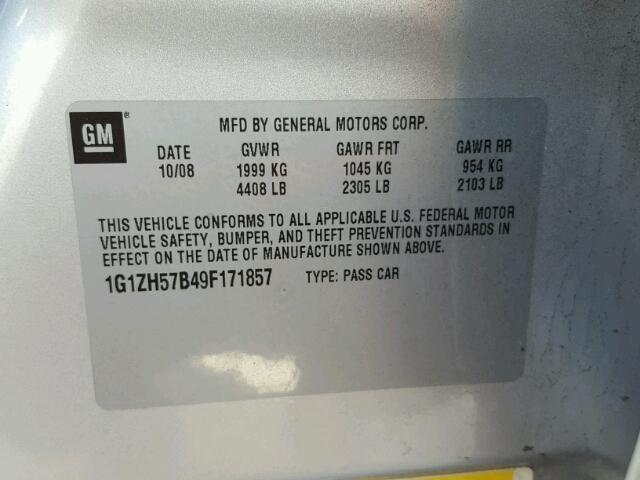 GM®
MFD BY GENERAL MOTORS CORP.
DATE GVWR GAWR FRT GAWR RR
10/08 1999 KG 1045 KG 954 KG
4408 LB 2305 LB 2103 LB
THIS VEHICLE CONFORMS TO ALL APPLICABLE U.S. FEDERAL MOTOR
VEHICLE SAFETY, BUMPER, AND THEFT PREVENTION STANDARDS IN
EFFECT ON THE DATE OF MANUFACTURE SHOWN ABOVE.
1G1ZH57B49F171857 TYPE: PASS CAR